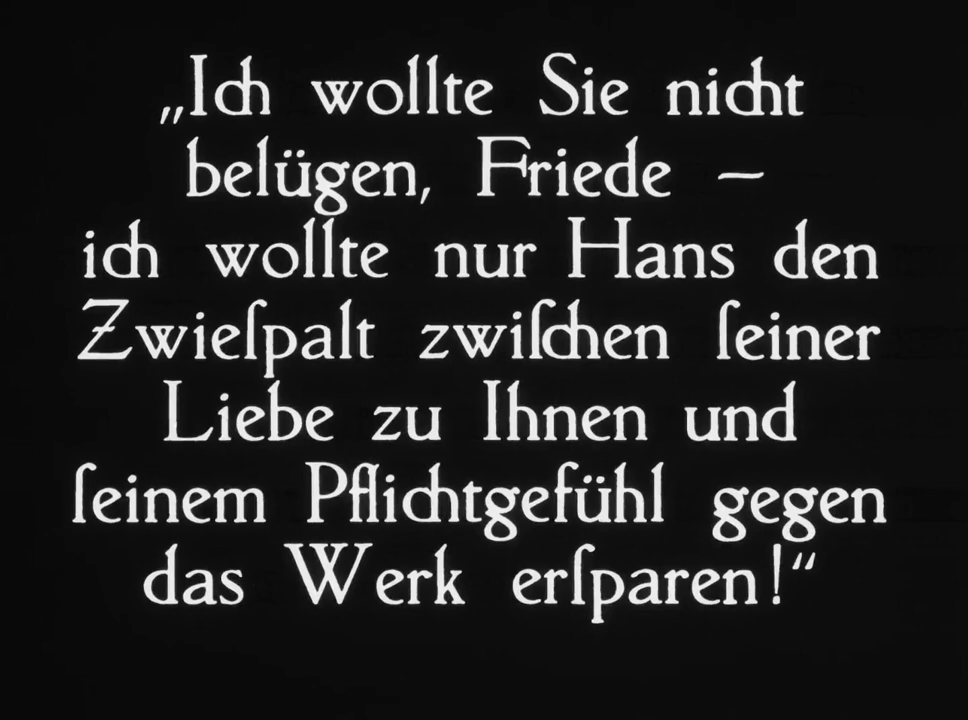 „Ich wollte Sie nicht
belügen, Friede —
ich wollte nur Hans den
Zwieſpalt zwiſchen ſeiner
Liebe zu Ihnen und
ſeinem Pflichtgefühl gegen
das Werk erſparen!“